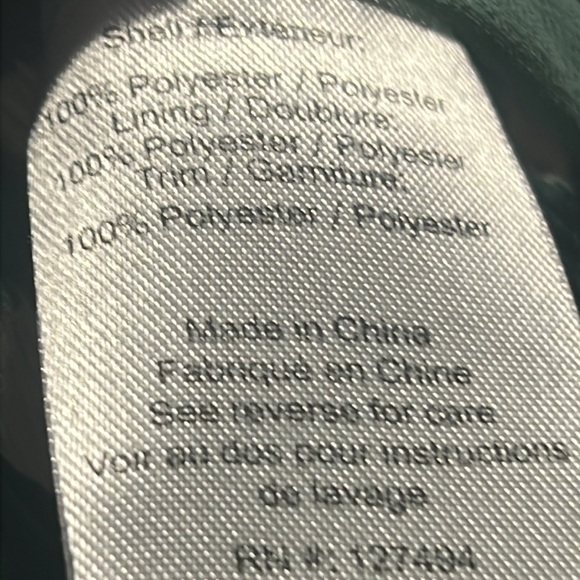 Shell / Extérieur:
100% Polyester / Polyester
Lining / Doublure:
100% Polyester / Polyester
Trim / Garniture:
100% Polyester / Polyester
Made in China
Fabriqué en Chine
See reverse for care
Voir au dos pour instructions
de lavage
RN #: 127494